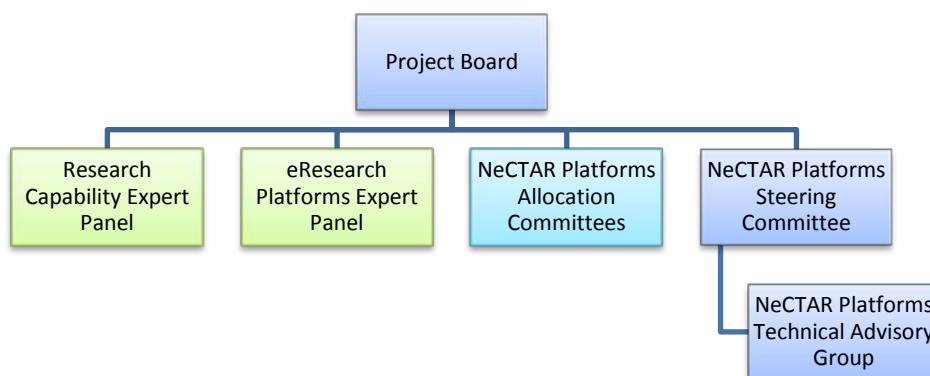 Project Board
Research
Capability Expert
Panel
eResearch
Platforms Expert
Panel
NeCTAR Platforms
Allocation
Committees
NeCTAR Platforms
Steering
Committee
NeCTAR Platforms
Technical Advisory
Group